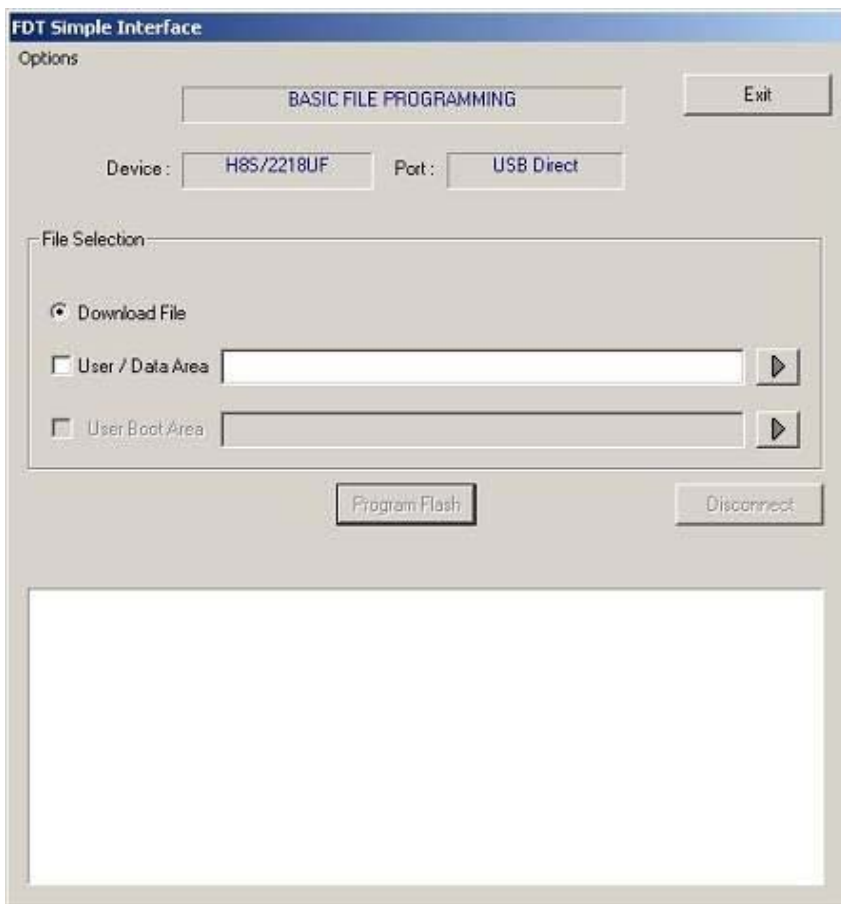 FDT Simple Interface
Options
BASIC FILE PROGRAMMING
Exit
Device :
H8S/2218UF
Port :
USB Direct
File Selection
Download File
User / Data Area
User Boot Area
Program Flash
Disconnect